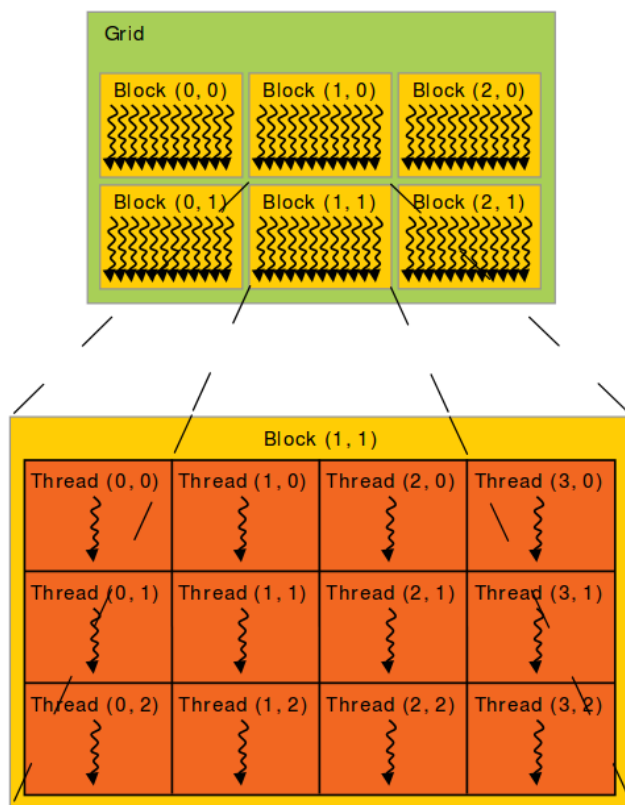 Grid
Block (0, 0) Block (1, 0) Block (2, 0)
Block (0, 1) Block (1, 1) Block (2, 1)
Block (1, 1)
Thread (0, 0) Thread (1, 0) Thread (2, 0) Thread (3, 0)
Thread (0, 1) Thread (1, 1) Thread (2, 1) Thread (3, 1)
Thread (0, 2) Thread (1, 2) Thread (2, 2) Thread (3, 2)